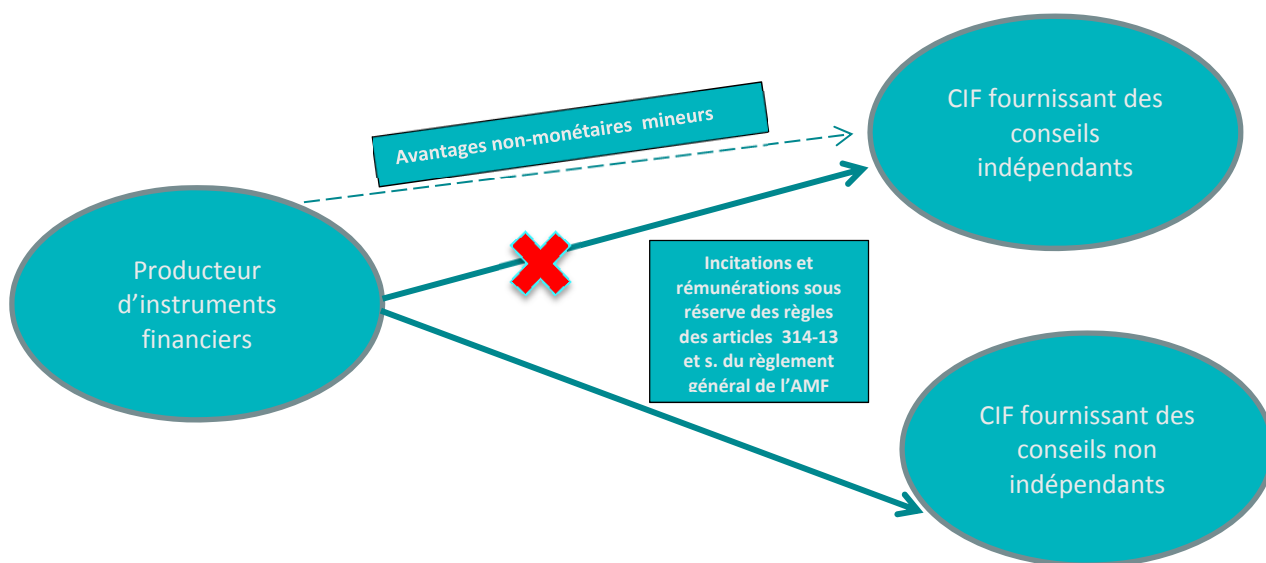 Avantages non-monétaires mineurs
CIF fournissant des
conseils
indépendants
Producteur
d’instruments
financiers
Incitations et
rémunérations sous
réserve des règles
des articles 314-13
et s. du règlement
général de l’AMF
CIF fournissant des
conseils non
indépendants